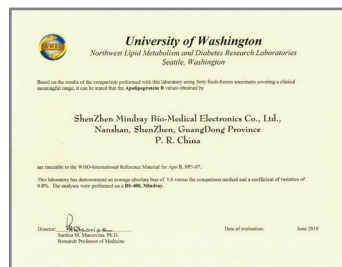 University of Washington
Northwest Lipid Metabolism and Diabetes Research Laboratories
Seattle, Washington
Based on the results of the comparison performed with this laboratory using forty fresh-frozen specimens covering a clinical
meaningful range, it can be stated that the Apolipoprotein B values obtained by
ShenZhen Mindray Bio-Medical Electronics Co., Ltd.,
Nanshan, ShenZhen, GuangDong Province
P. R. China
are traceable to the WHO-International Reference Material for Apo B, SP3-07.
This laboratory has demonstrated an average absolute bias of 1.6 versus the comparison method and a coefficient of variation of
0.8%. The analyses were performed on a BS-400, Mindray.
Director:
Santica M. Marcovina, Ph.D.
Research Professor of Medicine
Date of evaluation: June 2010